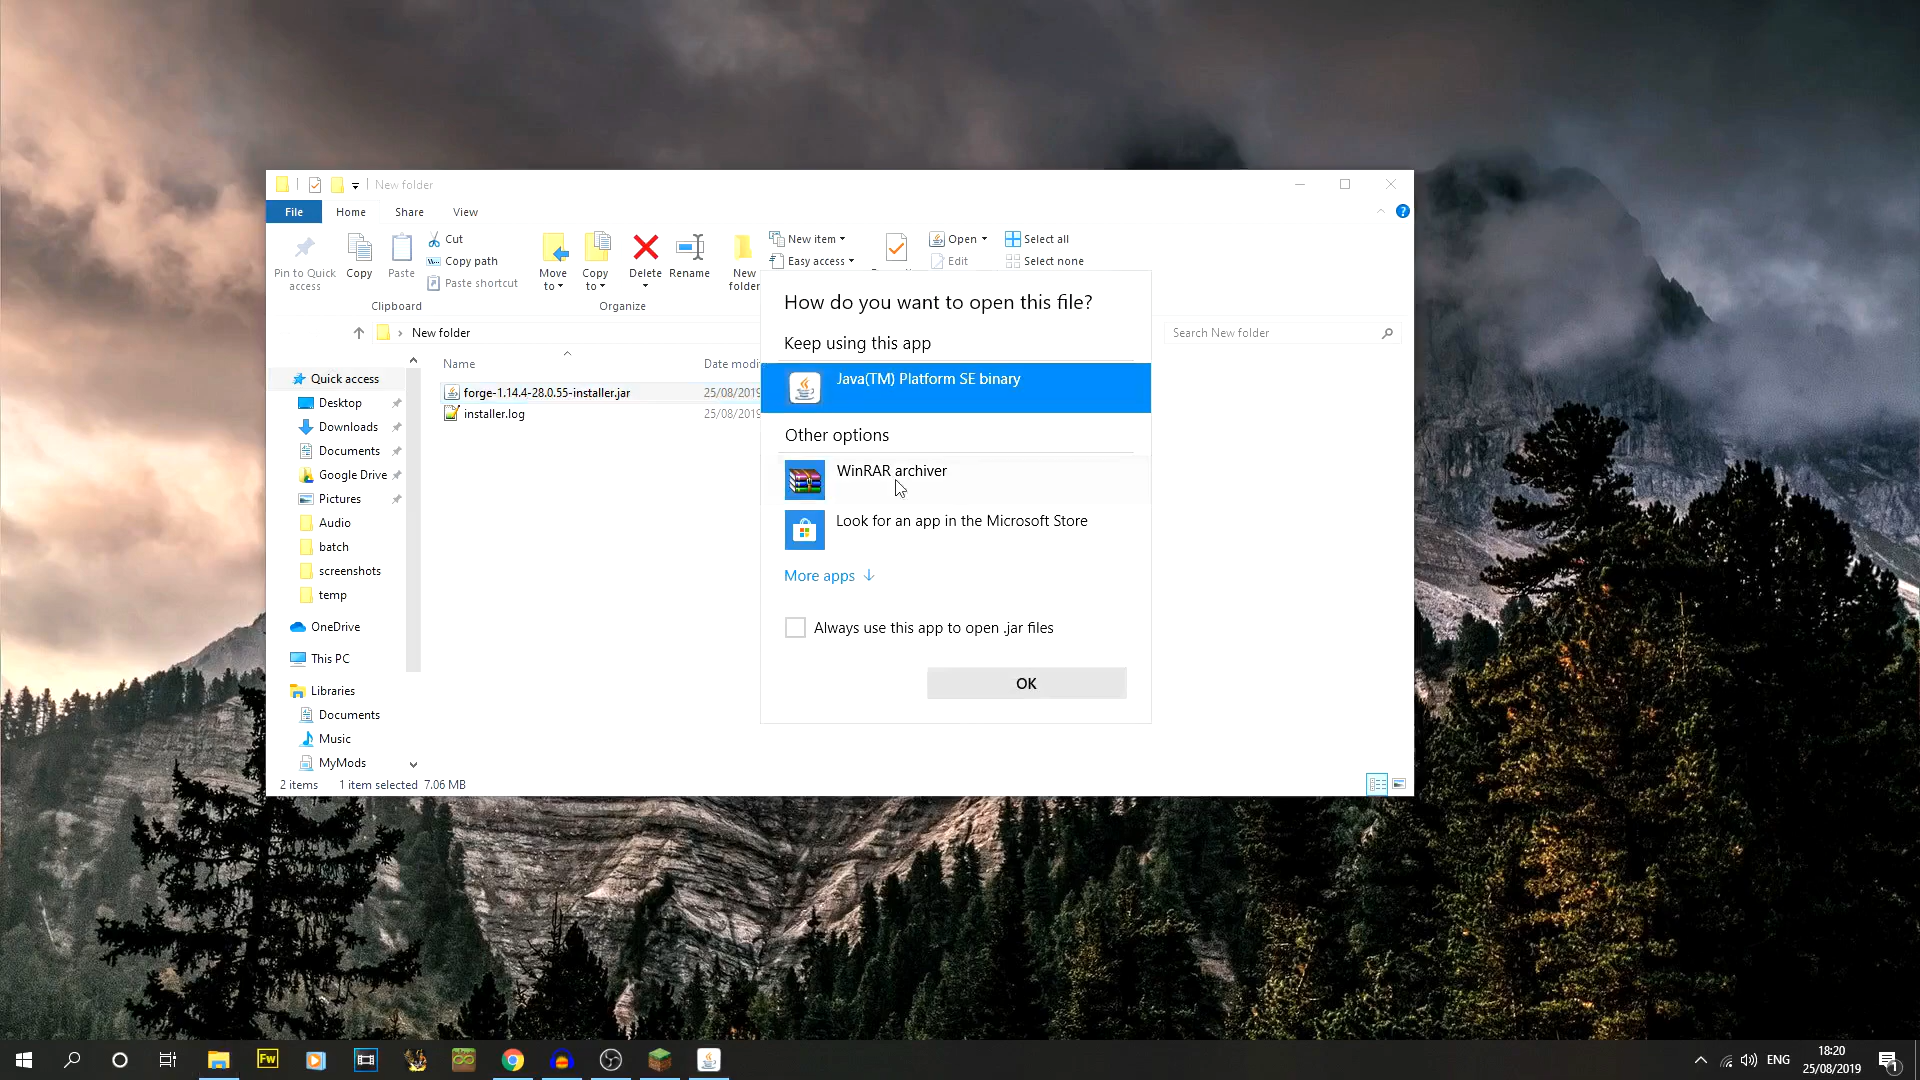 New folder
File Home Share View
Pin to Quick access
Copy
Paste
Cut
Copy path
Paste shortcut
Clipboard
Move to
Copy to
Delete
Rename
Organize
New folder
New item
Easy access
Open
Edit
Select all
Select none
New folder
Search New folder
Quick access
Desktop
Downloads
Documents
Google Drive
Pictures
Audio
batch
screenshots
temp
OneDrive
This PC
Libraries
Documents
Music
MyMods
Name
forge-1.14.4-28.0.55-installer.jar 25/08/2019
installer.log 25/08/2019
How do you want to open this file?
Keep using this app
Java(TM) Platform SE binary
Other options
WinRAR archiver
Look for an app in the Microsoft Store
More apps
Always use this app to open .jar files
OK
2 items 1 item selected 7.06 MB
Fw
ENG
18:20
25/08/2019
1